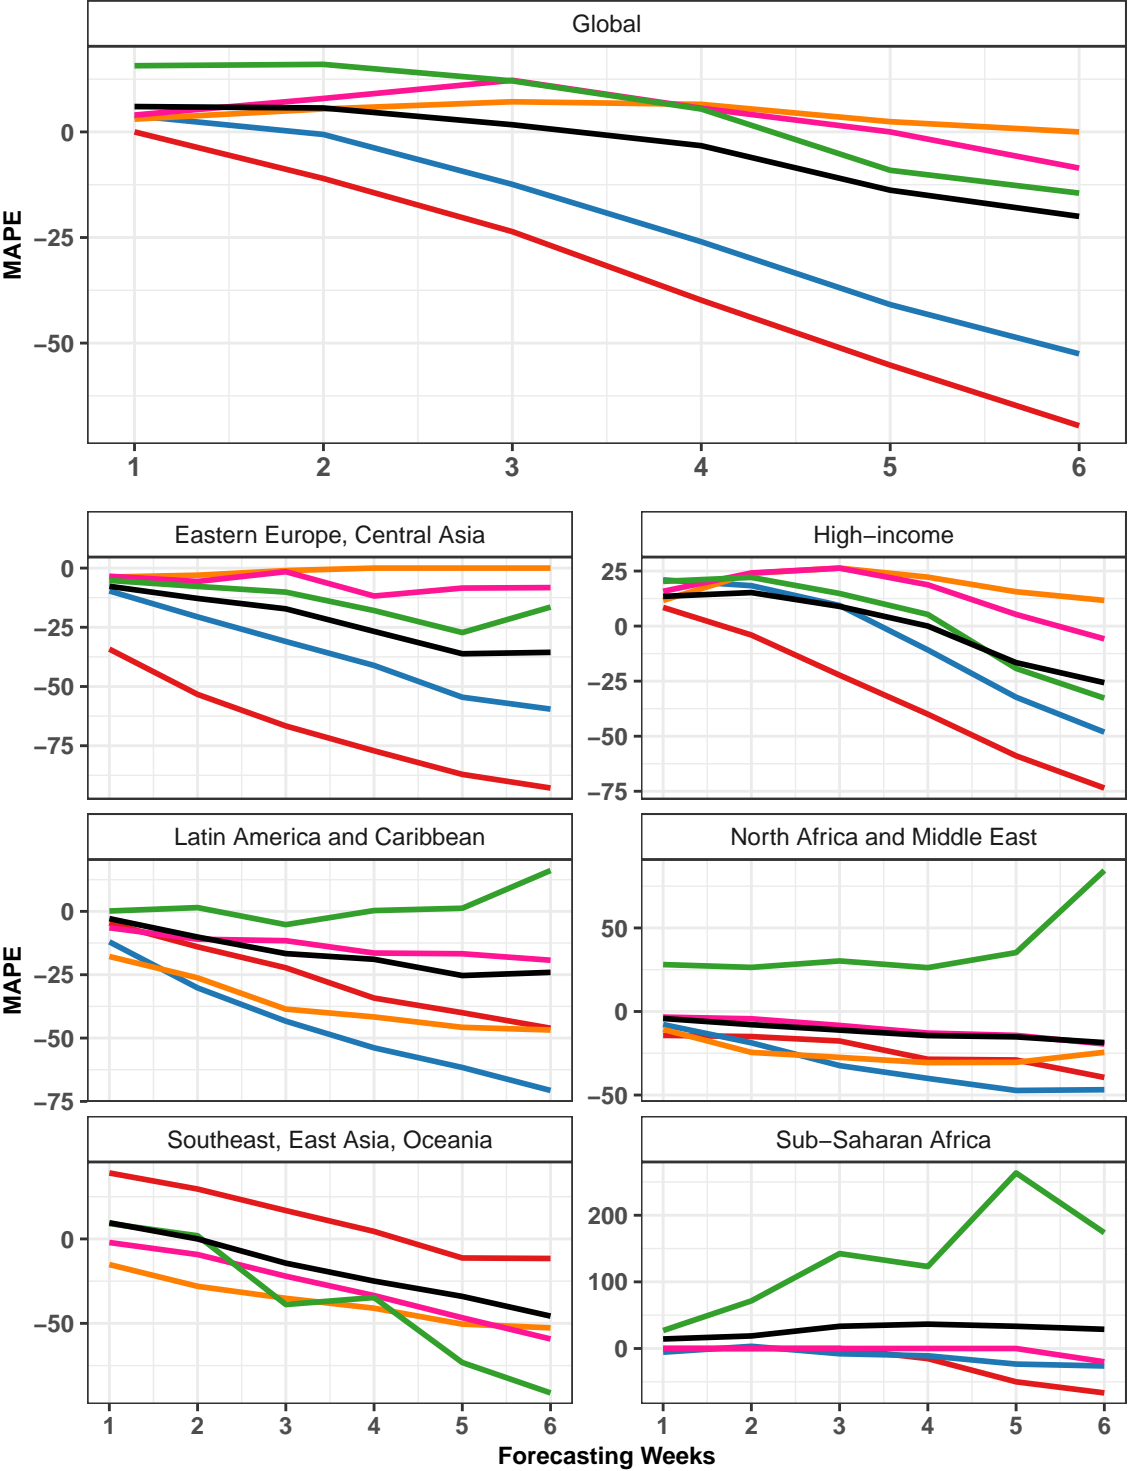 Global
MAPE
0
−25
−50
1 2 3 4 5 6
Eastern Europe, Central Asia
0
−25
−50
−75
High−income
25
0
−25
−50
−75
Latin America and Caribbean
MAPE
0
−25
−50
−75
North Africa and Middle East
50
0
−50
Southeast, East Asia, Oceania
0
−50
1 2 3 4 5 6
Sub−Saharan Africa
200
100
0
1 2 3 4 5 6
Forecasting Weeks